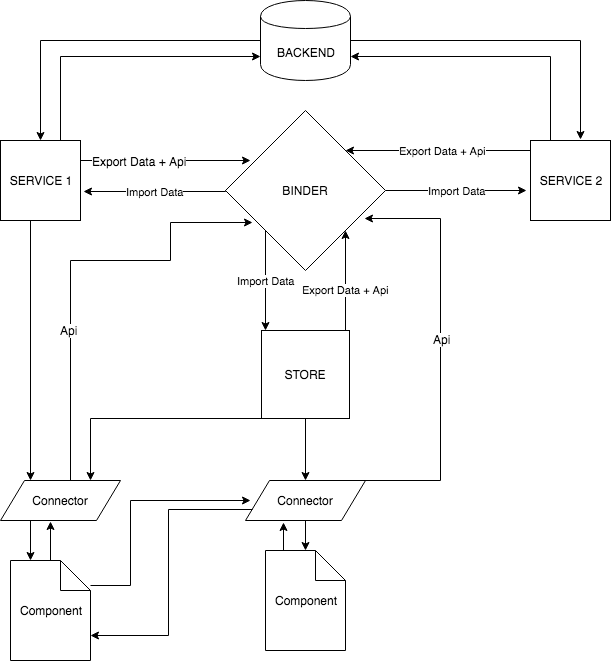 BACKEND
Export Data + Api
Export Data + Api
SERVICE 1
BINDER
SERVICE 2
Import Data
Import Data
Import Data
Export Data + Api
Api
Api
STORE
Connector
Connector
Component
Component